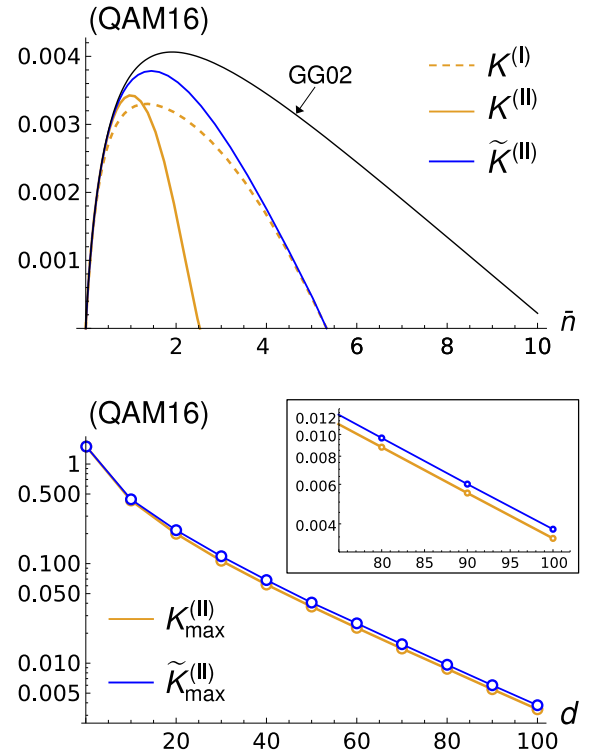 (QAM16)
0.004
0.003
0.002
0.001
GG02
K^(I)
K^(II)
K̃^(II)
2 4 6 8 10 n̄
(QAM16)
1
0.500
0.100
0.050
0.010
0.005
K_max^(II)
K̃_max^(II)
0 20 40 60 80 100 d
0.012
0.010
0.006
0.004
80 85 90 95 100